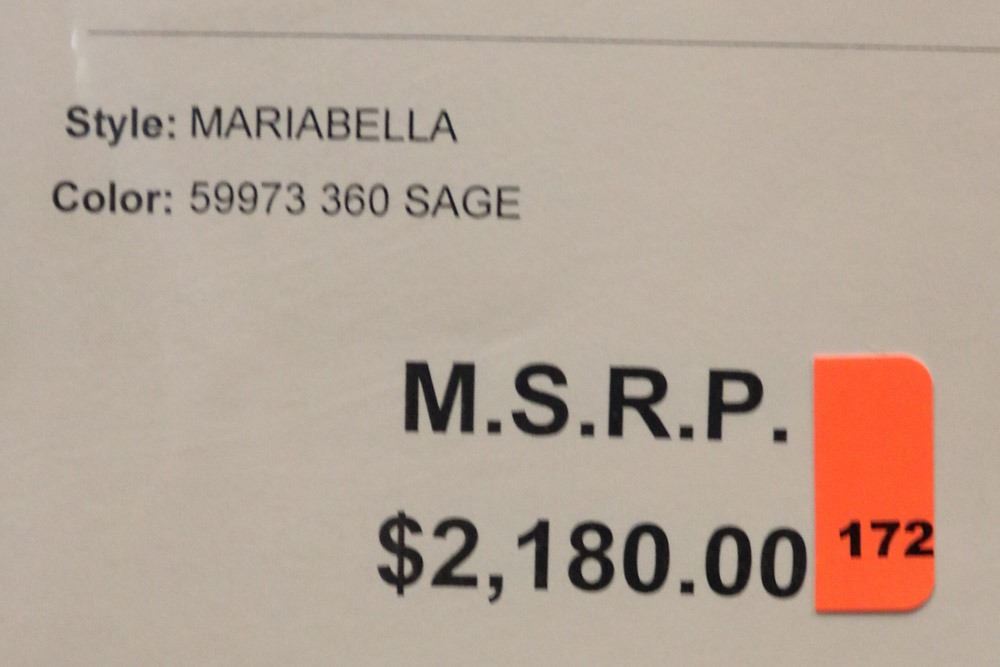 Style: MARIABELLA
Color: 59973 360 SAGE
M.S.R.P.
$2,180.00
172